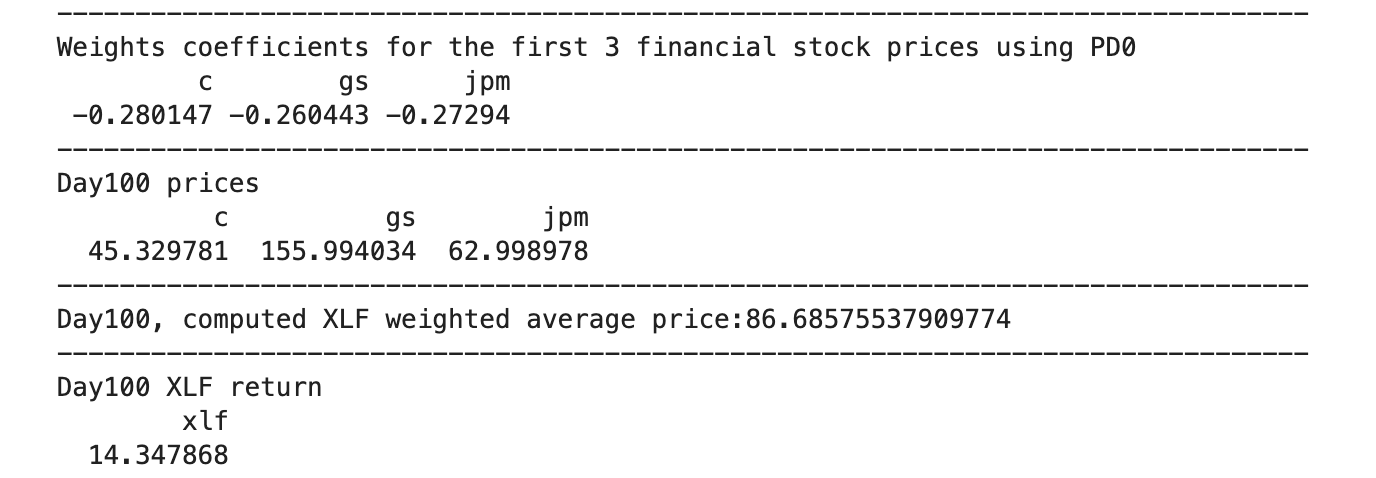 Weights coefficients for the first 3 financial stock prices using PD0
c gs jpm
-0.280147 -0.260443 -0.27294
Day100 prices
c gs jpm
45.329781 155.994034 62.998978
Day100, computed XLF weighted average price:86.68575537909774
Day100 XLF return
xlf
14.347868